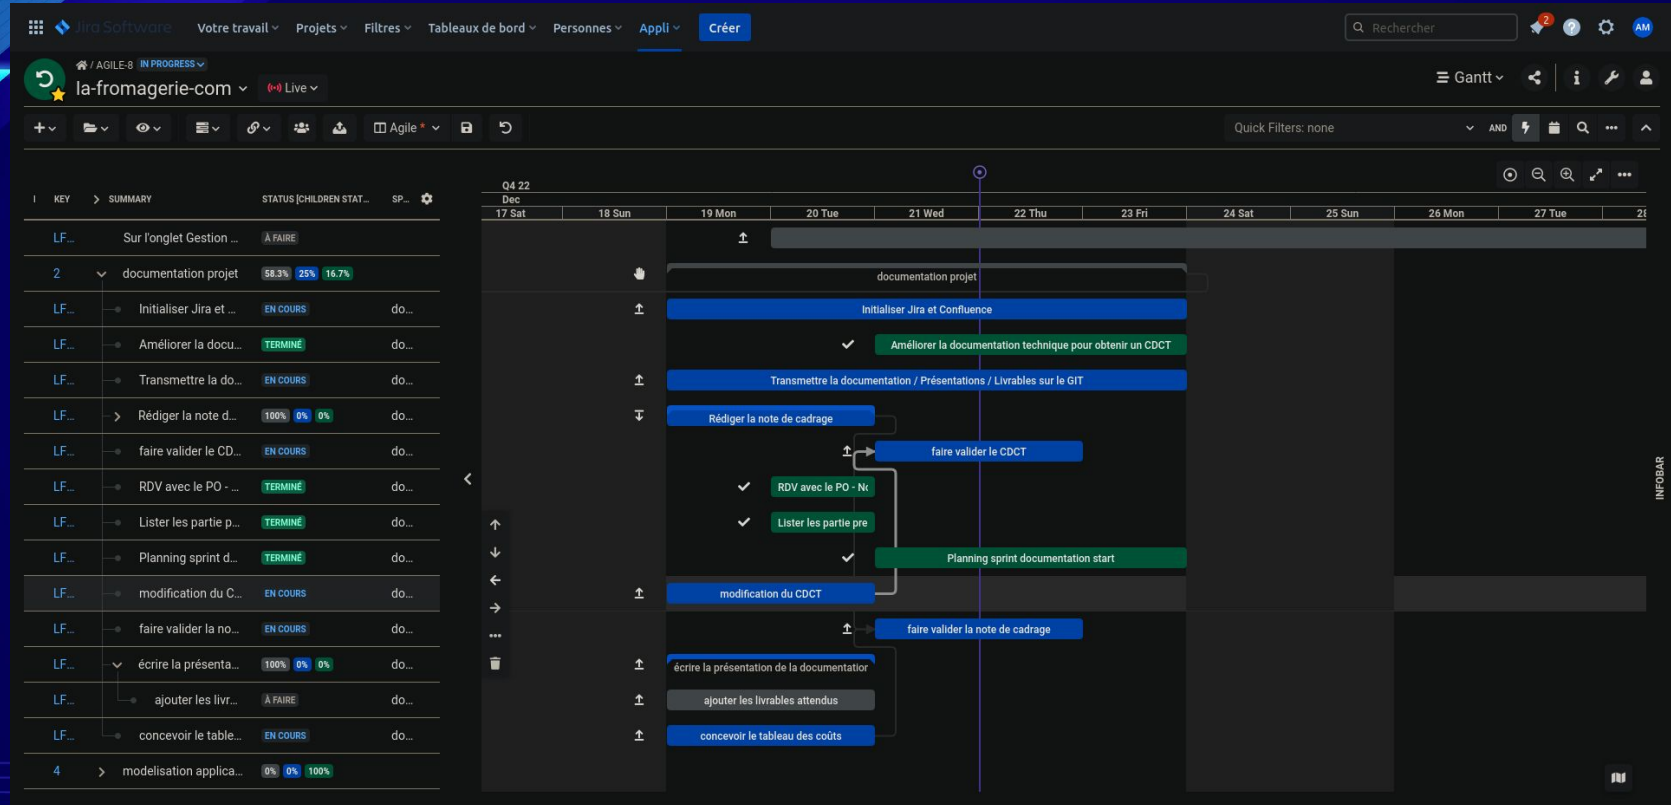 Jira Software Votre travail Projets Filtres Tableaux de bord Personnes Appli Créer Rechercher 2 AM
/ AGILE-8 IN PROGRESS
la-fromagerie-com Live Gantt
Agile * Quick Filters: none AND
Q4 22
Dec
I KEY SUMMARY STATUS [CHILDREN STAT... SP...
17 Sat 18 Sun 19 Mon 20 Tue 21 Wed 22 Thu 23 Fri 24 Sat 25 Sun 26 Mon 27 Tue 28
LF... Sur l'onglet Gestion ... À FAIRE
2 documentation projet 58.3% 25% 16.7% documentation projet
LF... Initialiser Jira et ... EN COURS do... Initialiser Jira et Confluence
LF... Améliorer la docu... TERMINÉ do... Améliorer la documentation technique pour obtenir un CDCT
LF... Transmettre la do... EN COURS do... Transmettre la documentation / Présentations / Livrables sur le GIT
LF... Rédiger la note d... 100% 0% 0% do... Rédiger la note de cadrage
LF... faire valider le CD... EN COURS do... faire valider le CDCT
LF... RDV avec le PO - ... TERMINÉ do... RDV avec le PO - No
LF... Lister les partie p... TERMINÉ do... Lister les partie pre
LF... Planning sprint d... TERMINÉ do... Planning sprint documentation start
LF... modification du C... EN COURS do... modification du CDCT
LF... faire valider la no... EN COURS do... faire valider la note de cadrage
LF... écrire la présenta... 100% 0% 0% do... écrire la présentation de la documentation
LF... ajouter les livr... À FAIRE do... ajouter les livrables attendus
LF... concevoir le table... EN COURS do... concevoir le tableau des coûts
4 modelisation applica... 0% 0% 100%
INFOBAR